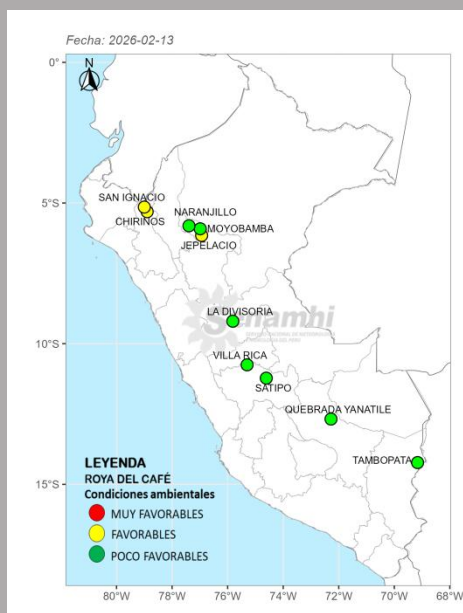 Fecha: 2026-02-13
N
0°
5°S
10°S
15°S
SAN IGNACIO
CHIRINOS
NARANJILLO
MOYOBAMBA
JEPELACIO
LA DIVISORIA
Senamhi
VILLA RICA
SATIPO
QUEBRADA YANATILE
TAMBOPATA
LEYENDA
ROYA DEL CAFÉ
Condiciones ambientales
MUY FAVORABLES
FAVORABLES
POCO FAVORABLES
80°W 78°W 76°W 74°W 72°W 70°W 68°W